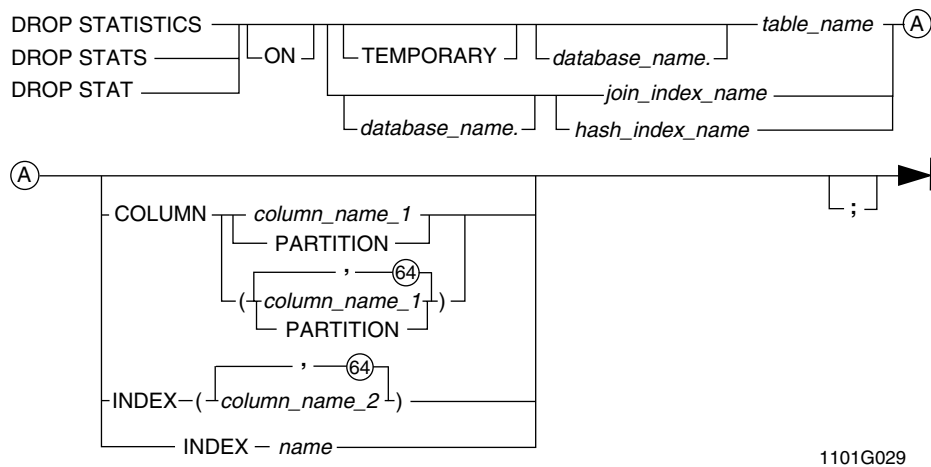 DROP STATISTICS table_name A
DROP STATS ON TEMPORARY database_name.
DROP STAT join_index_name
database_name. hash_index_name
A
COLUMN column_name_1 ;
PARTITION
, 64
( column_name_1 )
PARTITION
, 64
INDEX ( column_name_2 )
INDEX name
1101G029